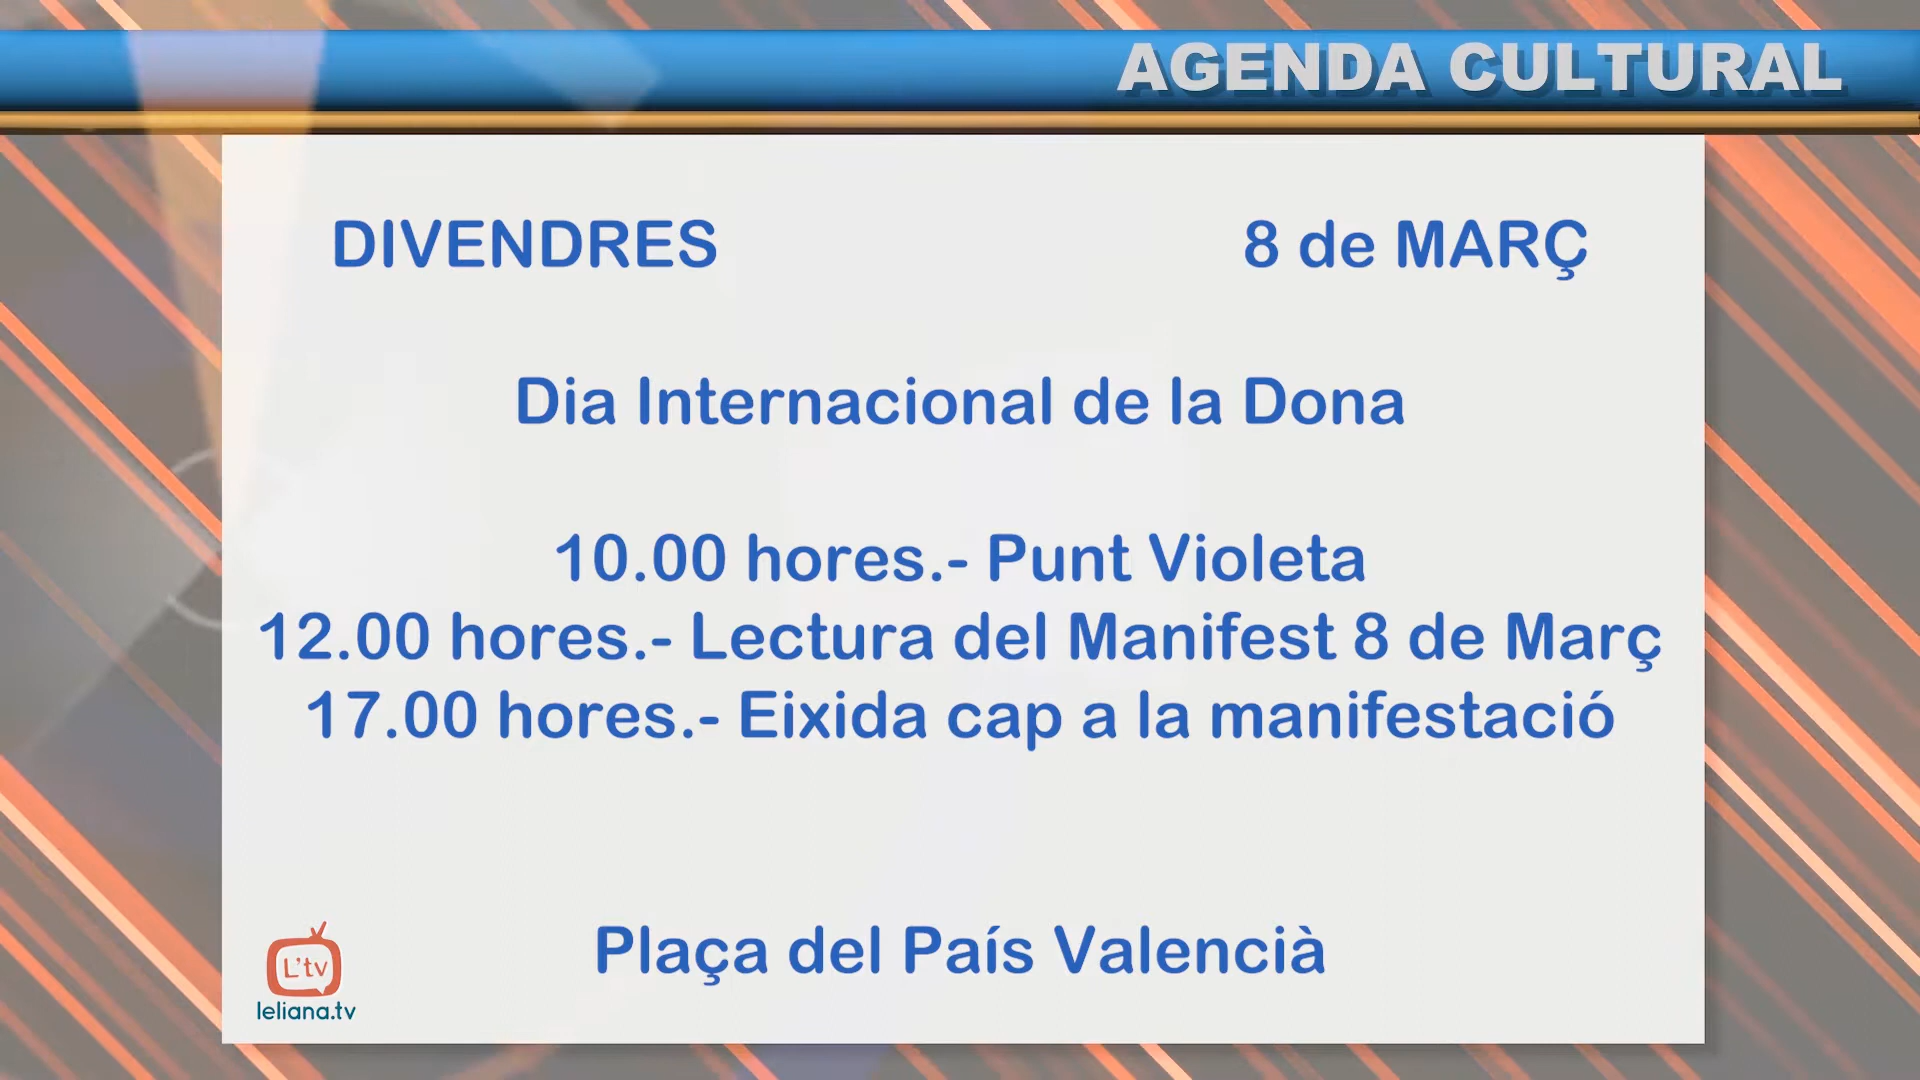 AGENDA CULTURAL
DIVENDRES 8 de MARÇ
Dia Internacional de la Dona
10.00 hores.- Punt Violeta
12.00 hores.- Lectura del Manifest 8 de Març
17.00 hores.- Eixida cap a la manifestació
Plaça del País Valencià
L'tv
leliana.tv